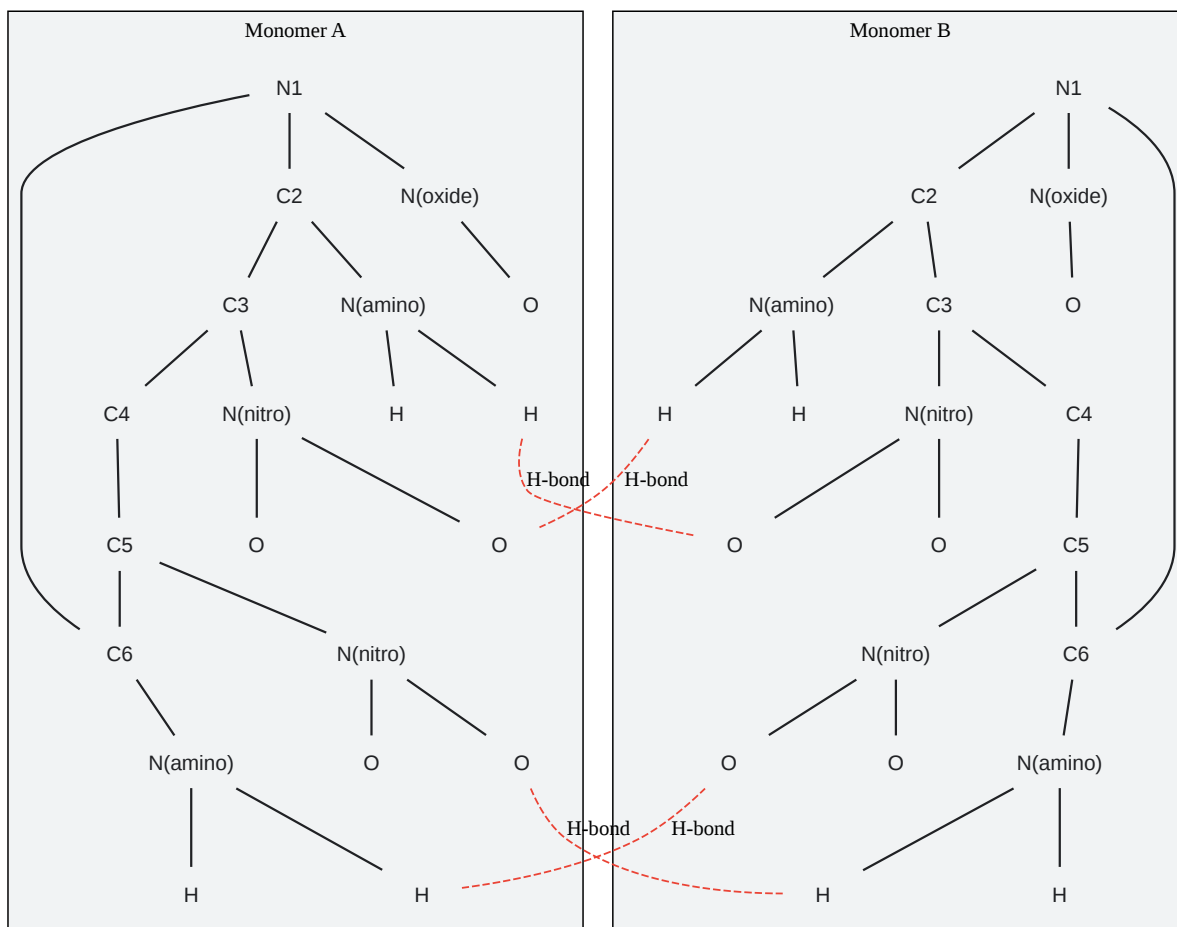 Monomer A
Monomer B
N1
N1
C2
N(oxide)
C2
N(oxide)
C3
N(amino)
O
N(amino)
C3
O
C4
N(nitro)
H
H
H
H
N(nitro)
C4
H-bond
H-bond
C5
O
O
O
O
C5
C6
N(nitro)
N(nitro)
C6
N(amino)
O
O
O
O
N(amino)
H-bond
H-bond
H
H
H
H